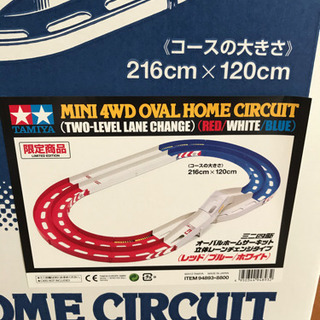 《コースの大きさ》
216cm×120cm
TAMIYA
MINI 4WD OVAL HOME CIRCUIT
(TWO-LEVEL LANE CHANGE) (RED/WHITE/BLUE)
限定商品
LIMITED EDITION
《コースの大きさ》
216cm×120cm
ミニ四駆
オーバルホームサーキット
立体レーンチェンジタイプ
(レッド/ブルー/ホワイト)
ITEM 94893-8800
OME CIRCUIT